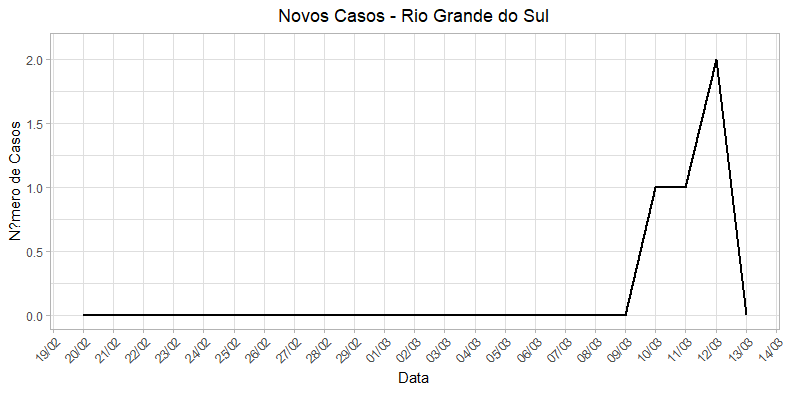 Novos Casos - Rio Grande do Sul
N?mero de Casos
2.0
1.5
1.0
0.5
0.0
19/02 20/02 21/02 22/02 23/02 24/02 25/02 26/02 27/02 28/02 29/02 01/03 02/03 03/03 04/03 05/03 06/03 07/03 08/03 09/03 10/03 11/03 12/03 13/03 14/03
Data